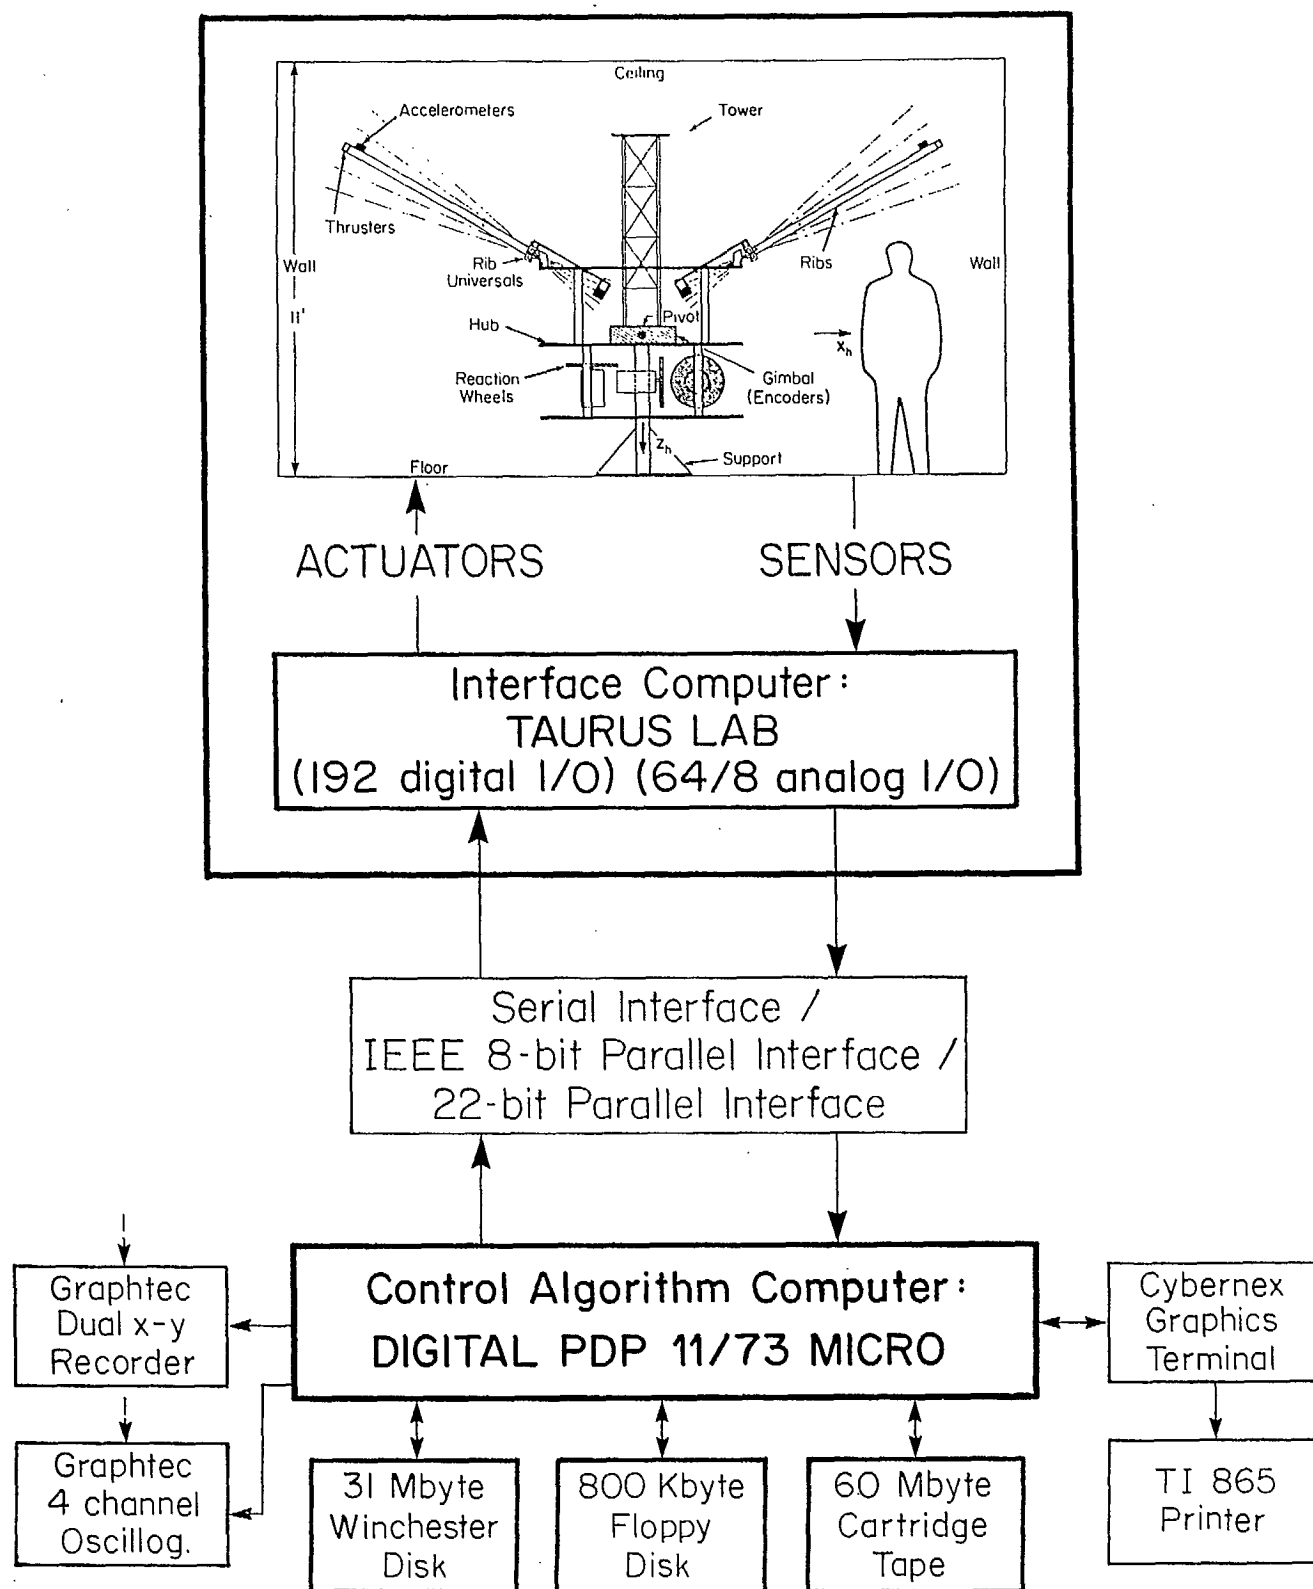 Ceiling
Accelerometers
Tower
Thrusters
Rib
Universals
Ribs
Wall
Wall
11'
Hub
Pivot
Xh
Reaction
Wheels
Gimbal
(Encoders)
Zh
Support
Floor
ACTUATORS
SENSORS
Interface Computer:
TAURUS LAB
(192 digital I/O) (64/8 analog I/O)
Serial Interface /
IEEE 8-bit Parallel Interface /
22-bit Parallel Interface
Control Algorithm Computer:
DIGITAL PDP 11/73 MICRO
Graphtec
Dual x-y
Recorder
Cybernex
Graphics
Terminal
Graphtec
4 channel
Oscillog.
31 Mbyte
Winchester
Disk
800 Kbyte
Floppy
Disk
60 Mbyte
Cartridge
Tape
TI 865
Printer